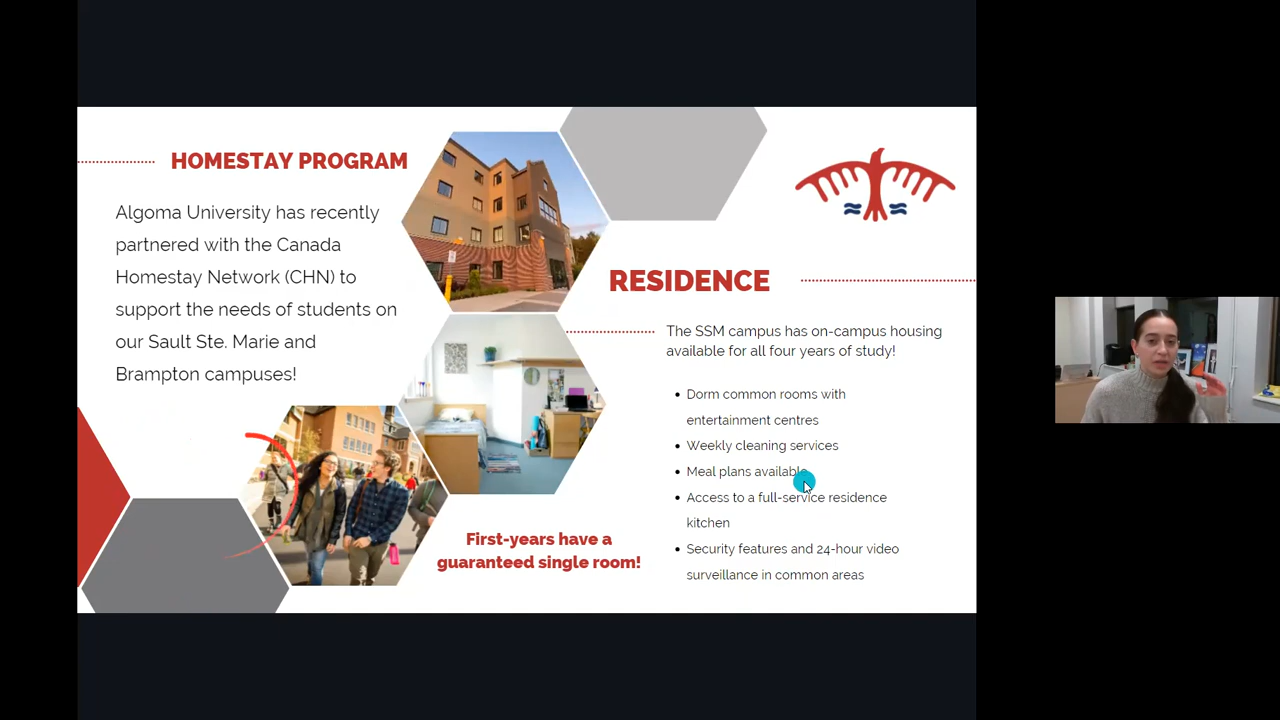 HOMESTAY PROGRAM
Algoma University has recently
partnered with the Canada
Homestay Network (CHN) to
support the needs of students on
our Sault Ste. Marie and
Brampton campuses!
RESIDENCE
The SSM campus has on-campus housing
available for all four years of study!
• Dorm common rooms with
entertainment centres
• Weekly cleaning services
• Meal plans available
• Access to a full-service residence
kitchen
• Security features and 24-hour video
surveillance in common areas
First-years have a
guaranteed single room!